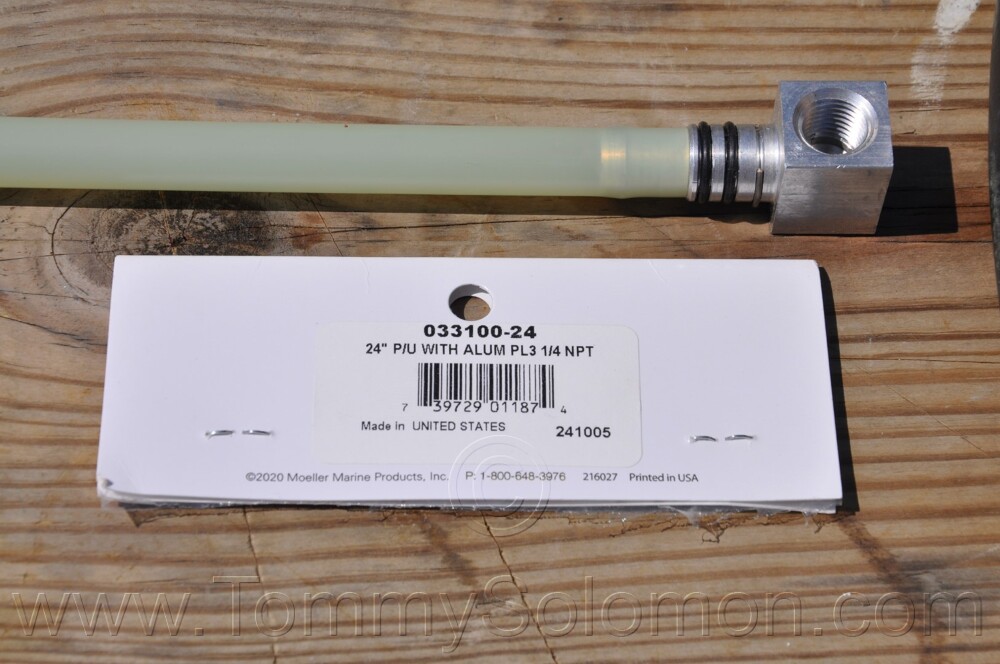 033100-24
24" P/U WITH ALUM PL3 1/4 NPT
7 39729 01187 4
Made in UNITED STATES 241005
©2020 Moeller Marine Products, Inc. P: 1-800-648-3976 216027 Printed in USA
©
www.TommySolomon.com